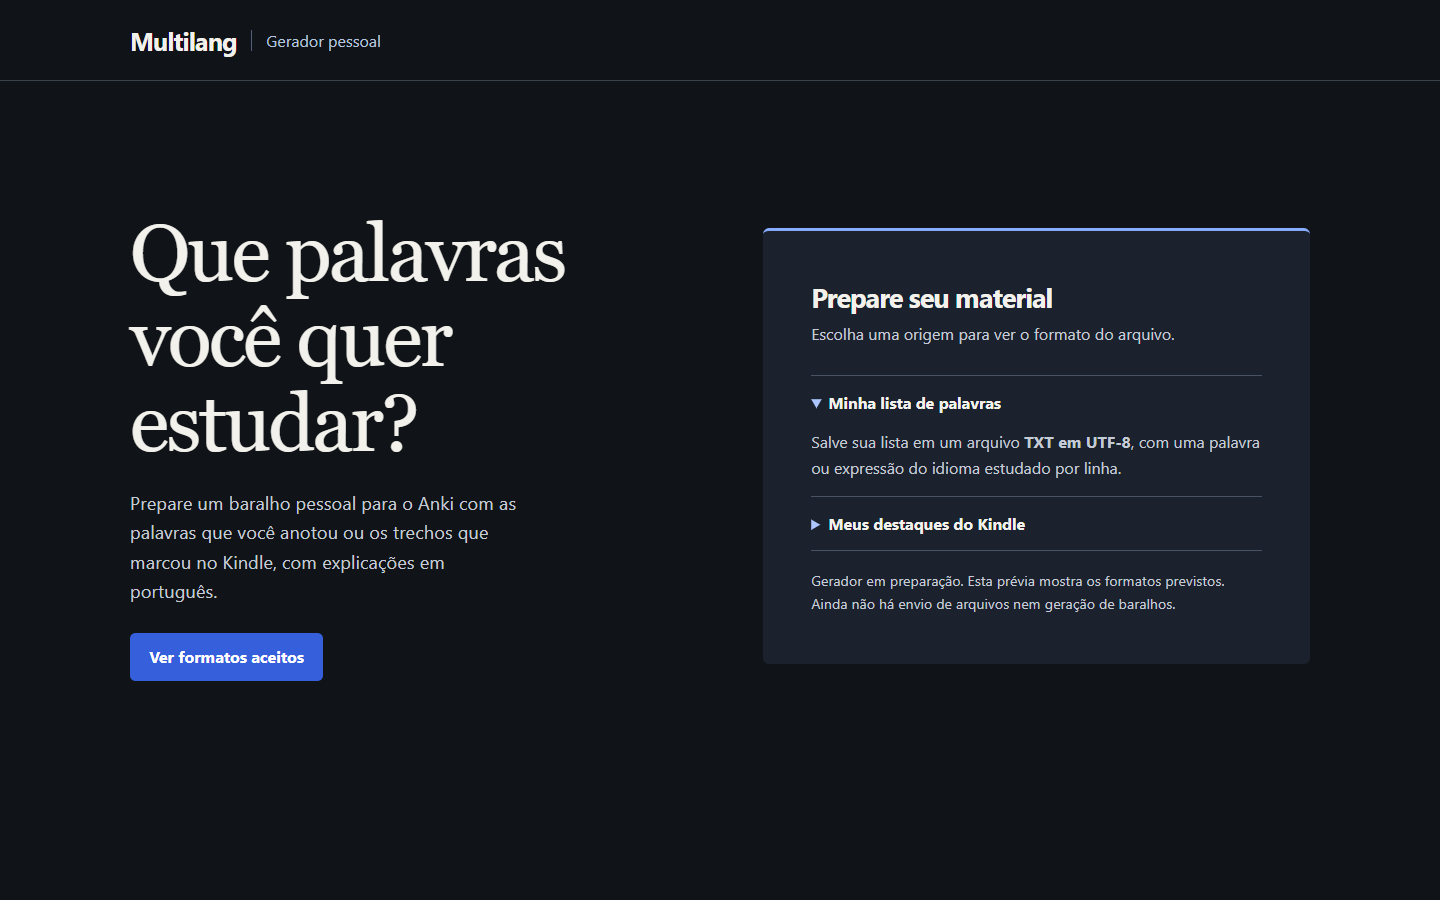 Multilang
Gerador pessoal
Que palavras
você quer
estudar?
Prepare um baralho pessoal para o Anki com as
palavras que você anotou ou os trechos que
marcou no Kindle, com explicações em
português.
Ver formatos aceitos
Prepare seu material
Escolha uma origem para ver o formato do arquivo.
Minha lista de palavras
Salve sua lista em um arquivo TXT em UTF-8, com uma palavra
ou expressão do idioma estudado por linha.
Meus destaques do Kindle
Gerador em preparação. Esta prévia mostra os formatos previstos.
Ainda não há envio de arquivos nem geração de baralhos.